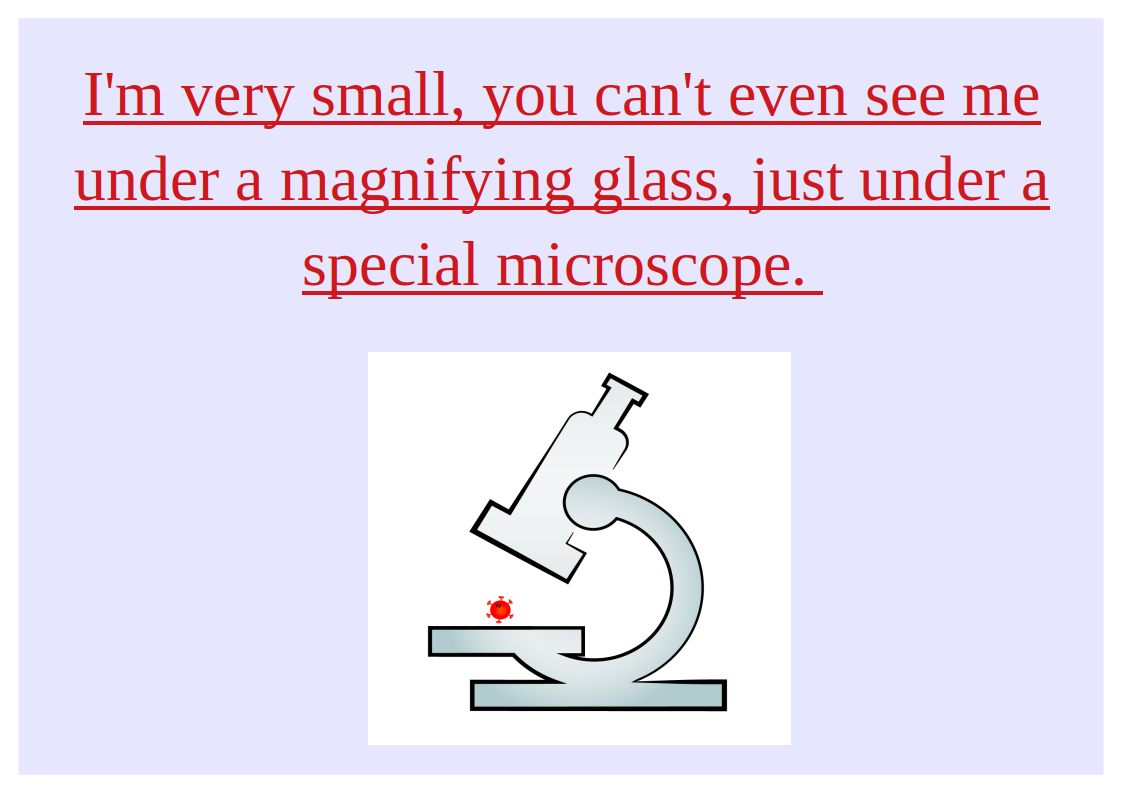 I'm very small, you can't even see me
under a magnifying glass, just under a
special microscope.